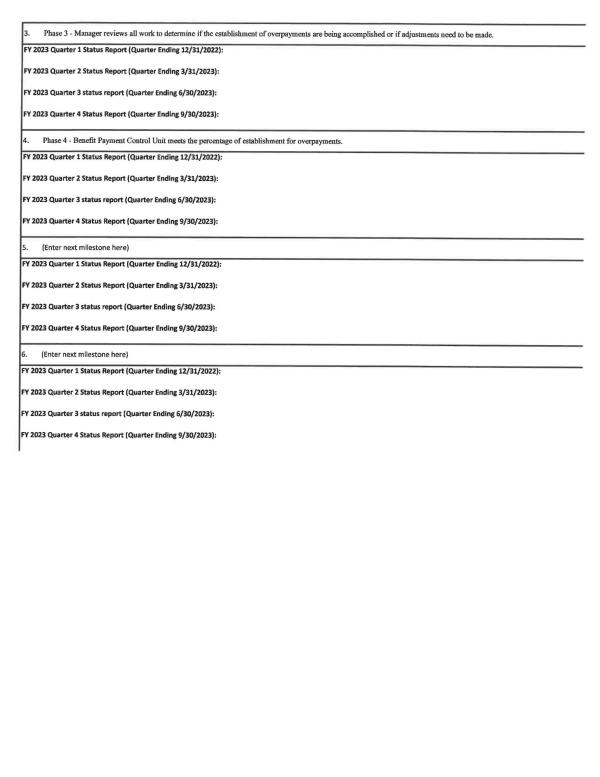 3. Phase 3 - Manager reviews all work to determine if the establishment of overpayments are being accomplished or if adjustments need to be made.
FY 2023 Quarter 1 Status Report (Quarter Ending 12/31/2022):
FY 2023 Quarter 2 Status Report (Quarter Ending 3/31/2023):
FY 2023 Quarter 3 status report (Quarter Ending 6/30/2023):
FY 2023 Quarter 4 Status Report (Quarter Ending 9/30/2023):
4. Phase 4 - Benefit Payment Control Unit meets the percentage of establishment for overpayments.
FY 2023 Quarter 1 Status Report (Quarter Ending 12/31/2022):
FY 2023 Quarter 2 Status Report (Quarter Ending 3/31/2023):
FY 2023 Quarter 3 status report (Quarter Ending 6/30/2023):
FY 2023 Quarter 4 Status Report (Quarter Ending 9/30/2023):
5. (Enter next milestone here)
FY 2023 Quarter 1 Status Report (Quarter Ending 12/31/2022):
FY 2023 Quarter 2 Status Report (Quarter Ending 3/31/2023):
FY 2023 Quarter 3 status report (Quarter Ending 6/30/2023):
FY 2023 Quarter 4 Status Report (Quarter Ending 9/30/2023):
6. (Enter next milestone here)
FY 2023 Quarter 1 Status Report (Quarter Ending 12/31/2022):
FY 2023 Quarter 2 Status Report (Quarter Ending 3/31/2023):
FY 2023 Quarter 3 status report (Quarter Ending 6/30/2023):
FY 2023 Quarter 4 Status Report (Quarter Ending 9/30/2023):